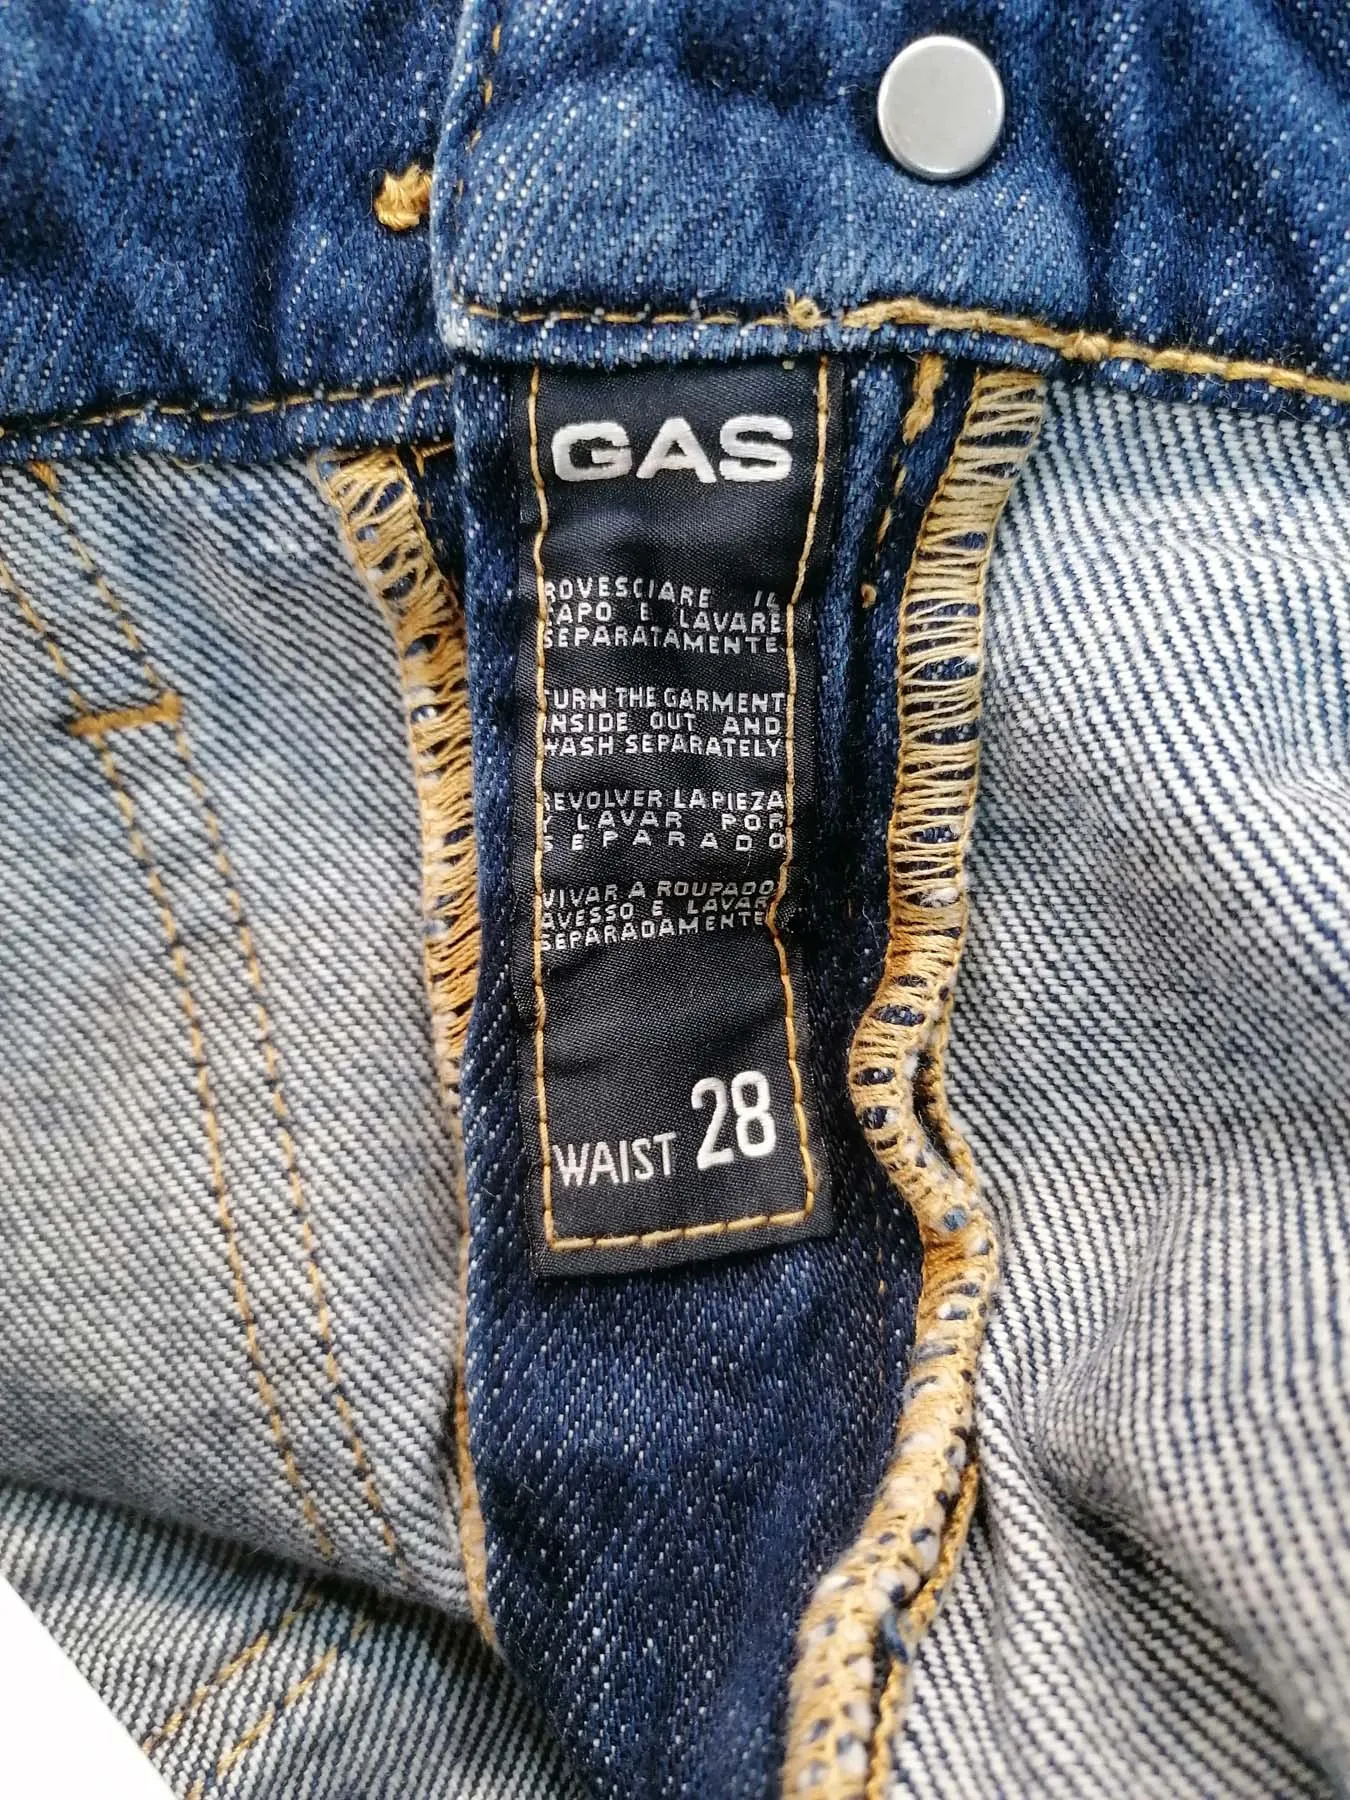 GAS
ROVESCIARE IL
CAPO E LAVARE
SEPARATAMENTE
TURN THE GARMENT
INSIDE OUT AND
WASH SEPARATELY
REVOLVER LA PIEZA
Y LAVAR POR
SEPARADO
VIVAR A ROUPADO
AVESSO E LAVAR
SEPARADAMENTE
WAIST 28